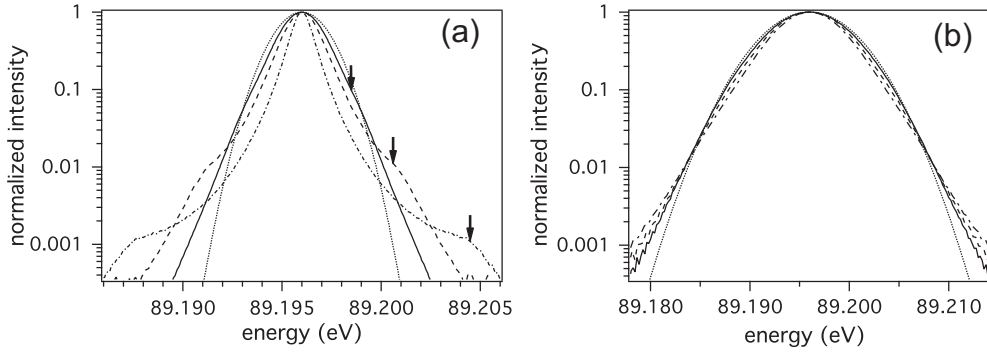 (a)
normalized intensity
1
0.1
0.01
0.001
89.190
89.195
89.200
89.205
energy (eV)
(b)
normalized intensity
1
0.1
0.01
0.001
89.180
89.190
89.200
89.210
energy (eV)